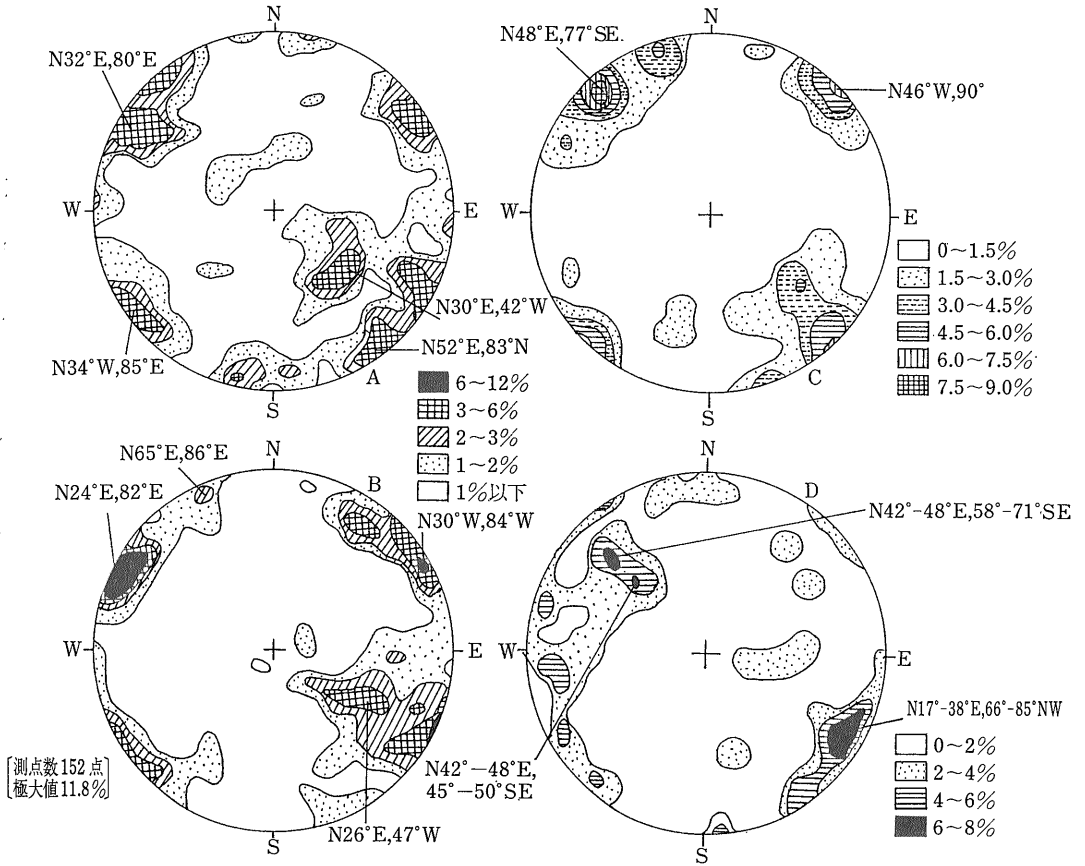 N
N32°E,80°E
W
E
N30°E,42°W
N34°W,85°E
N52°E,83°N
A
S
6～12%
3～6%
2～3%
1～2%
1%以下
N
N48°E,77°SE.
N46°W,90°
W
E
0～1.5%
1.5～3.0%
3.0～4.5%
4.5～6.0%
6.0～7.5%
7.5～9.0%
C
S
N65°E,86°E
N
N24°E,82°E
B
N30°W,84°W
W
E
測点数152点
極大値11.8%
N26°E,47°W
S
N
D
N42°-48°E,58°-71°SE
W
E
N17°-38°E,66°-85°NW
N42°-48°E,
45°-50°SE
0～2%
2～4%
4～6%
6～8%
S